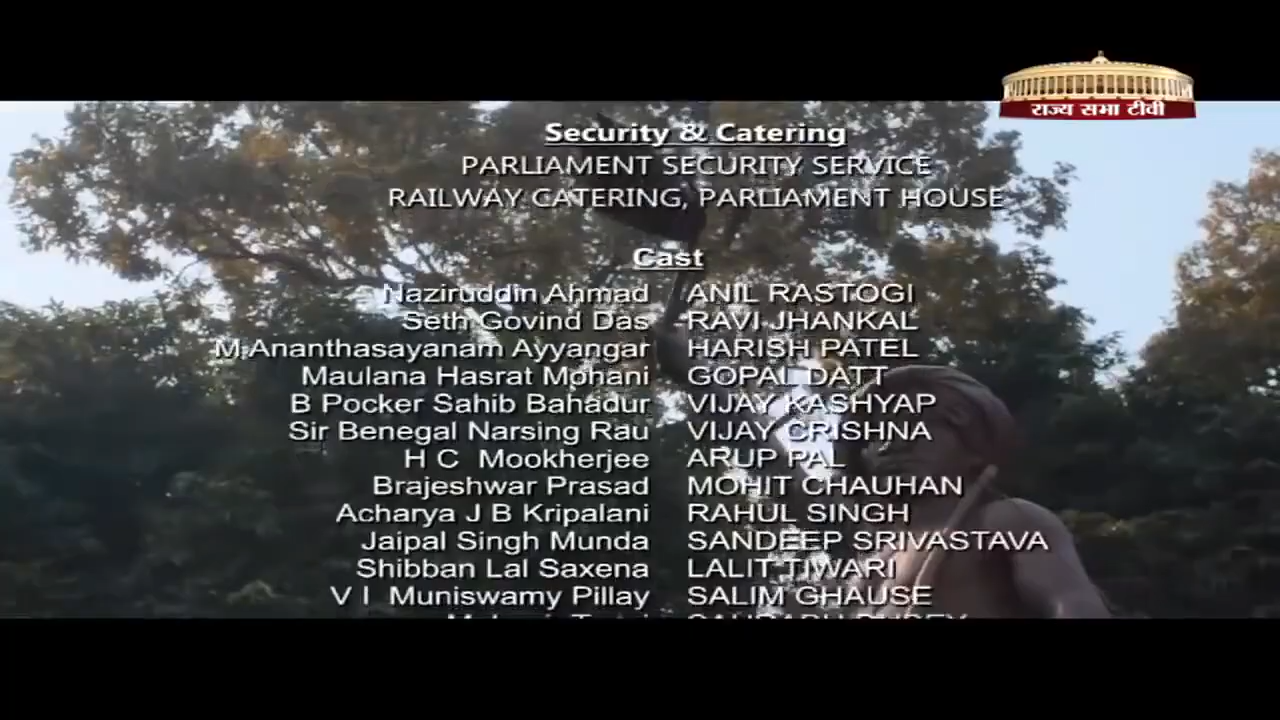 राज्य सभा टीवी
Security & Catering
PARLIAMENT SECURITY SERVICE
RAILWAY CATERING, PARLIAMENT HOUSE
Cast
Naziruddin Ahmad ANIL RASTOGI
Seth Govind Das RAVI JHANKAL
M Ananthasayanam Ayyangar HARISH PATEL
Maulana Hasrat Mohani GOPAL DATT
B Pocker Sahib Bahadur VIJAY KASHYAP
Sir Benegal Narsing Rau VIJAY CRISHNA
H C Mookherjee ARUP PAL
Brajeshwar Prasad MOHIT CHAUHAN
Acharya J B Kripalani RAHUL SINGH
Jaipal Singh Munda SANDEEP SRIVASTAVA
Shibban Lal Saxena LALIT TIWARI
V I Muniswamy Pillay SALIM GHAUSE